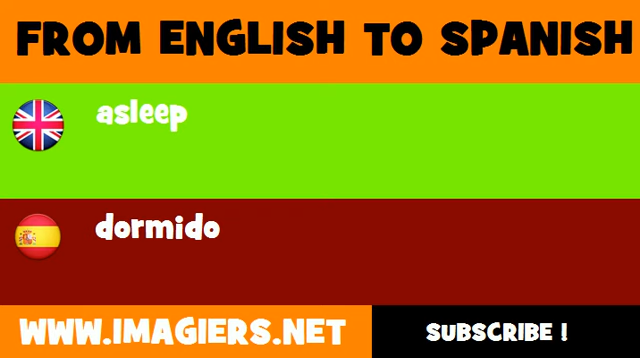 FROM ENGLISH TO SPANISH
asleep
dormido
WWW.IMAGIERS.NET
SUBSCRIBE !